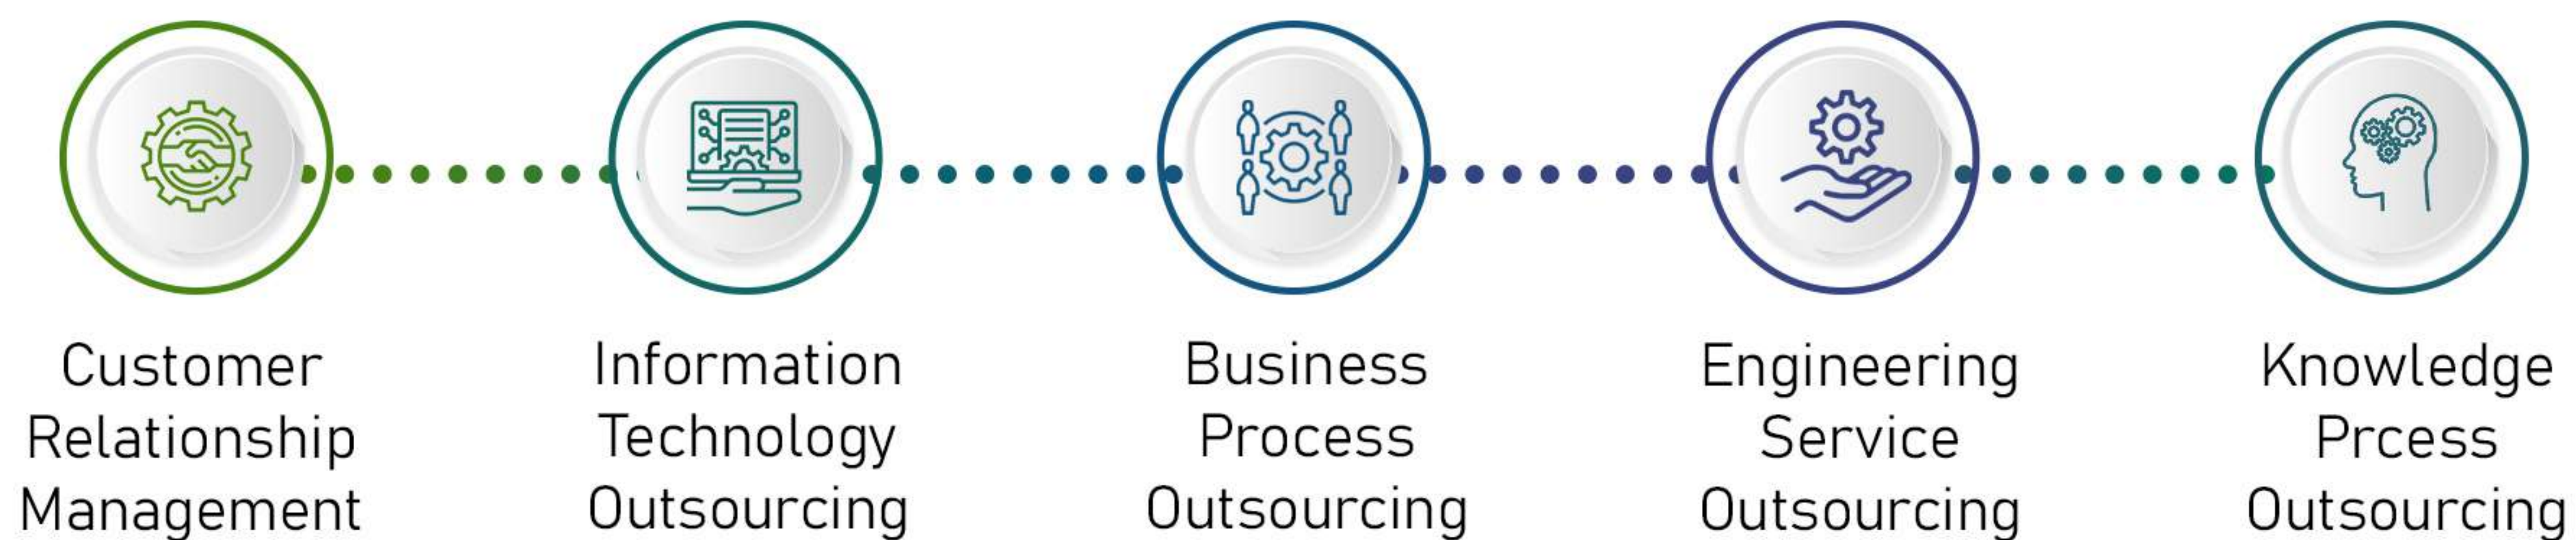 Customer
Relationship
Management
Information
Technology
Outsourcing
Business
Process
Outsourcing
Engineering
Service
Outsourcing
Knowledge
Prcess
Outsourcing